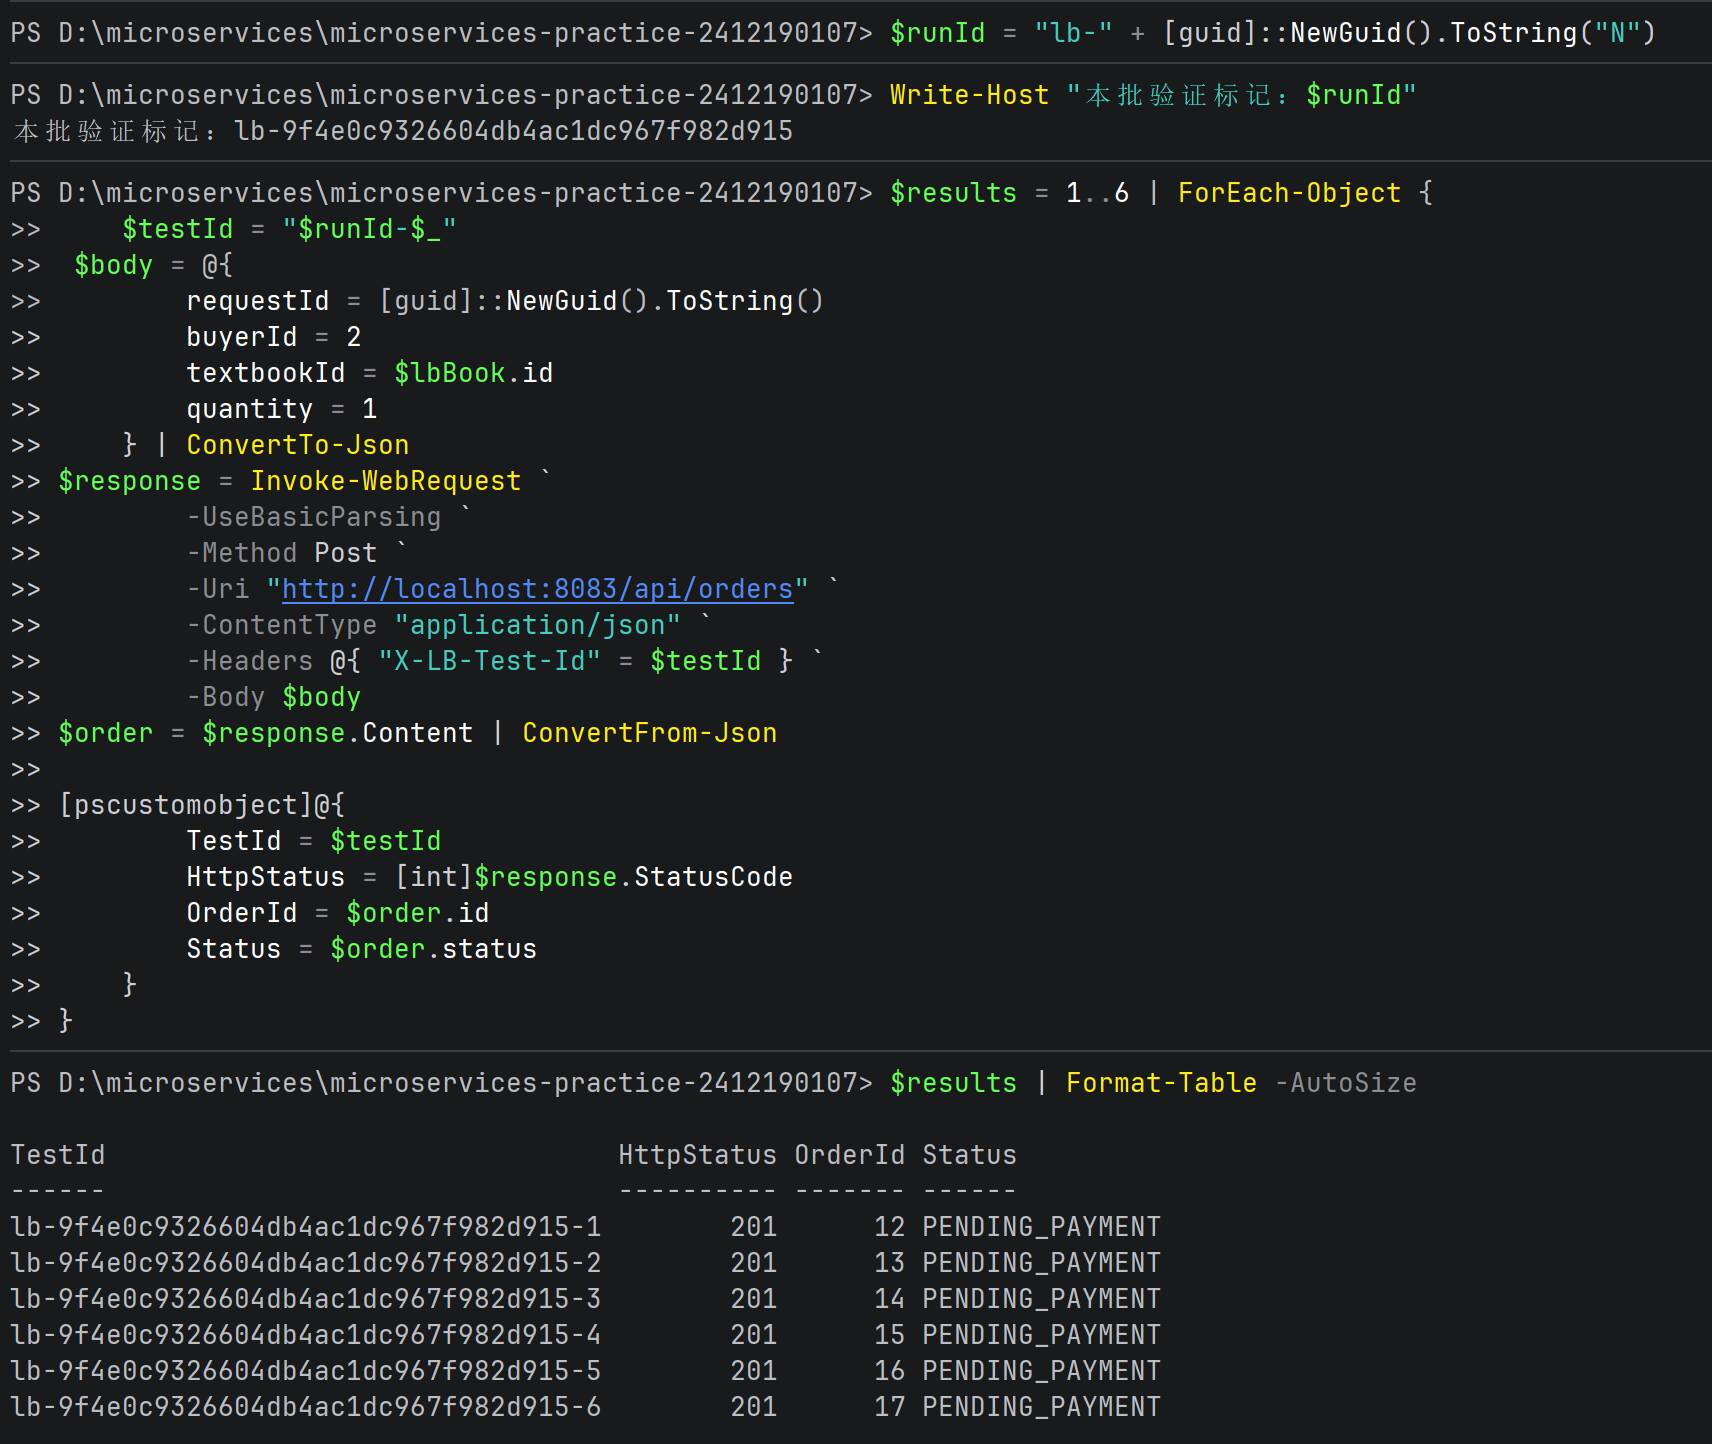 PS D:\microservices\microservices-practice-2412190107> $runId = "lb-" + [guid]::NewGuid().ToString("N")
PS D:\microservices\microservices-practice-2412190107> Write-Host "本批验证标记：$runId"
本批验证标记：lb-9f4e0c9326604db4ac1dc967f982d915
PS D:\microservices\microservices-practice-2412190107> $results = 1..6 | ForEach-Object {
>>     $testId = "$runId-$_"
>>  $body = @{
>>         requestId = [guid]::NewGuid().ToString()
>>         buyerId = 2
>>         textbookId = $lbBook.id
>>         quantity = 1
>>     } | ConvertTo-Json
>> $response = Invoke-WebRequest `
>>         -UseBasicParsing `
>>         -Method Post `
>>         -Uri "http://localhost:8083/api/orders" `
>>         -ContentType "application/json" `
>>         -Headers @{ "X-LB-Test-Id" = $testId } `
>>         -Body $body
>> $order = $response.Content | ConvertFrom-Json
>>
>> [pscustomobject]@{
>>         TestId = $testId
>>         HttpStatus = [int]$response.StatusCode
>>         OrderId = $order.id
>>         Status = $order.status
>>     }
>> }
PS D:\microservices\microservices-practice-2412190107> $results | Format-Table -AutoSize
TestId                                HttpStatus OrderId Status
------                                ---------- ------- ------
lb-9f4e0c9326604db4ac1dc967f982d915-1        201      12 PENDING_PAYMENT
lb-9f4e0c9326604db4ac1dc967f982d915-2        201      13 PENDING_PAYMENT
lb-9f4e0c9326604db4ac1dc967f982d915-3        201      14 PENDING_PAYMENT
lb-9f4e0c9326604db4ac1dc967f982d915-4        201      15 PENDING_PAYMENT
lb-9f4e0c9326604db4ac1dc967f982d915-5        201      16 PENDING_PAYMENT
lb-9f4e0c9326604db4ac1dc967f982d915-6        201      17 PENDING_PAYMENT